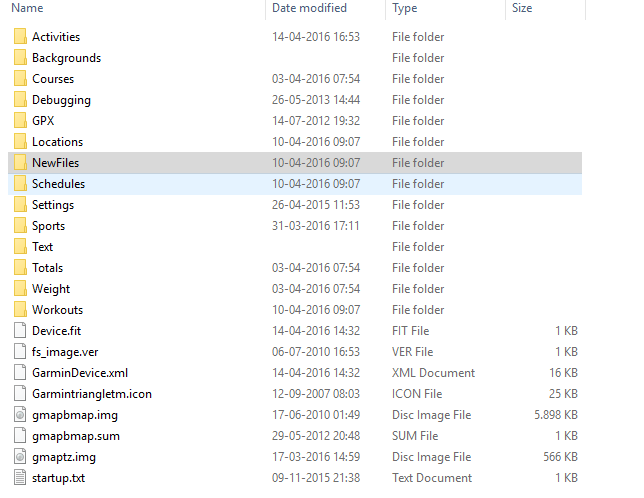 Name Date modified Type Size
Activities 14-04-2016 16:53 File folder
Backgrounds File folder
Courses 03-04-2016 07:54 File folder
Debugging 26-05-2013 14:44 File folder
GPX 14-07-2012 19:32 File folder
Locations 10-04-2016 09:07 File folder
NewFiles 10-04-2016 09:07 File folder
Schedules 10-04-2016 09:07 File folder
Settings 26-04-2015 11:53 File folder
Sports 31-03-2016 17:11 File folder
Text File folder
Totals 03-04-2016 07:54 File folder
Weight 03-04-2016 07:54 File folder
Workouts 10-04-2016 09:07 File folder
Device.fit 14-04-2016 14:32 FIT File 1 KB
fs_image.ver 06-07-2010 16:53 VER File 1 KB
GarminDevice.xml 14-04-2016 14:32 XML Document 16 KB
Garmintriangletm.icon 12-09-2007 08:03 ICON File 25 KB
gmapbmap.img 17-06-2010 01:49 Disc Image File 5.898 KB
gmapbmap.sum 29-05-2012 20:48 SUM File 1 KB
gmaptz.img 17-03-2016 14:59 Disc Image File 566 KB
startup.txt 09-11-2015 21:38 Text Document 1 KB